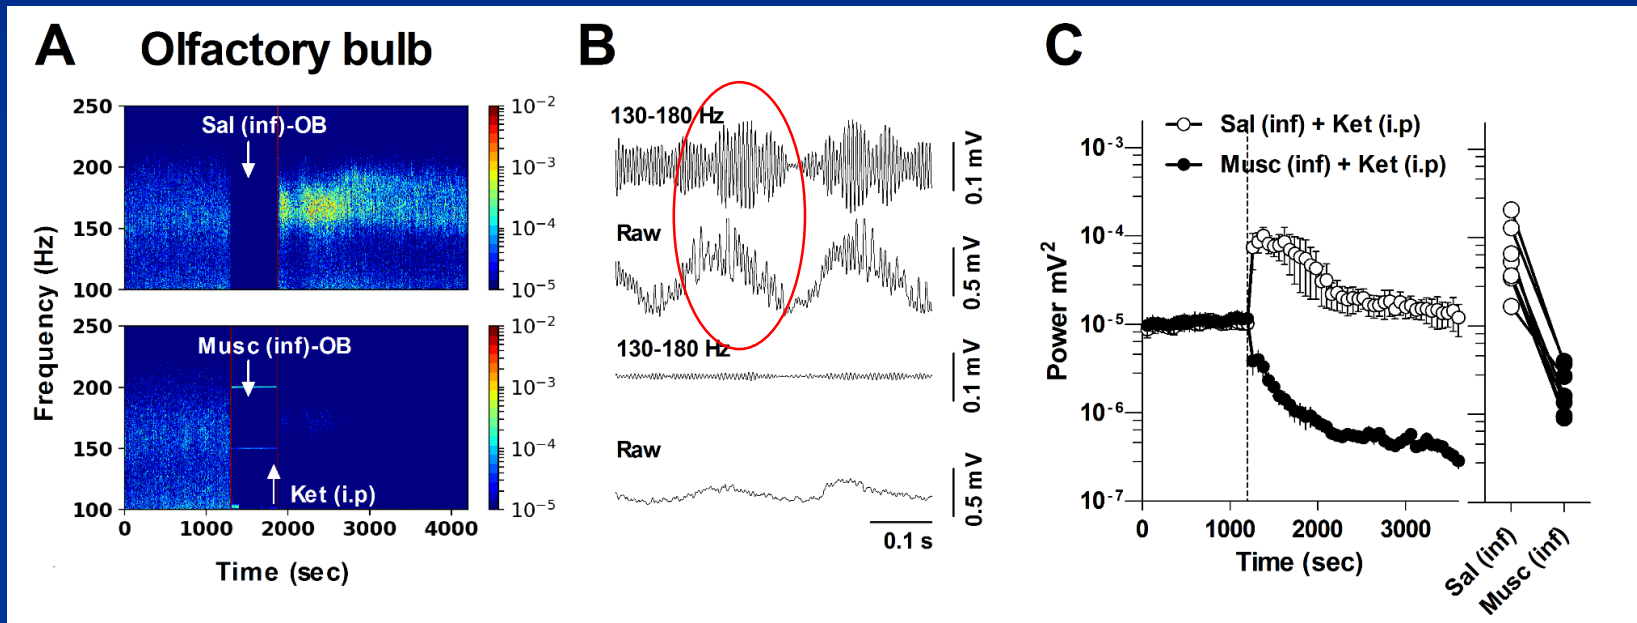 A Olfactory bulb
250
200
150
100
Sal (inf)-OB
10-2
10-3
10-4
10-5
250
200
150
100
Musc (inf)-OB
Ket (i.p)
10-2
10-3
10-4
10-5
0 1000 2000 3000 4000
Frequency (Hz)
Time (sec)
B
130-180 Hz
0.1 mV
Raw
0.5 mV
130-180 Hz
0.1 mV
Raw
0.5 mV
0.1 s
C
Sal (inf) + Ket (i.p)
Musc (inf) + Ket (i.p)
10-3
10-4
10-5
10-6
10-7
Power mV2
0 1000 2000 3000
Time (sec)
Sal (inf)
Musc (inf)